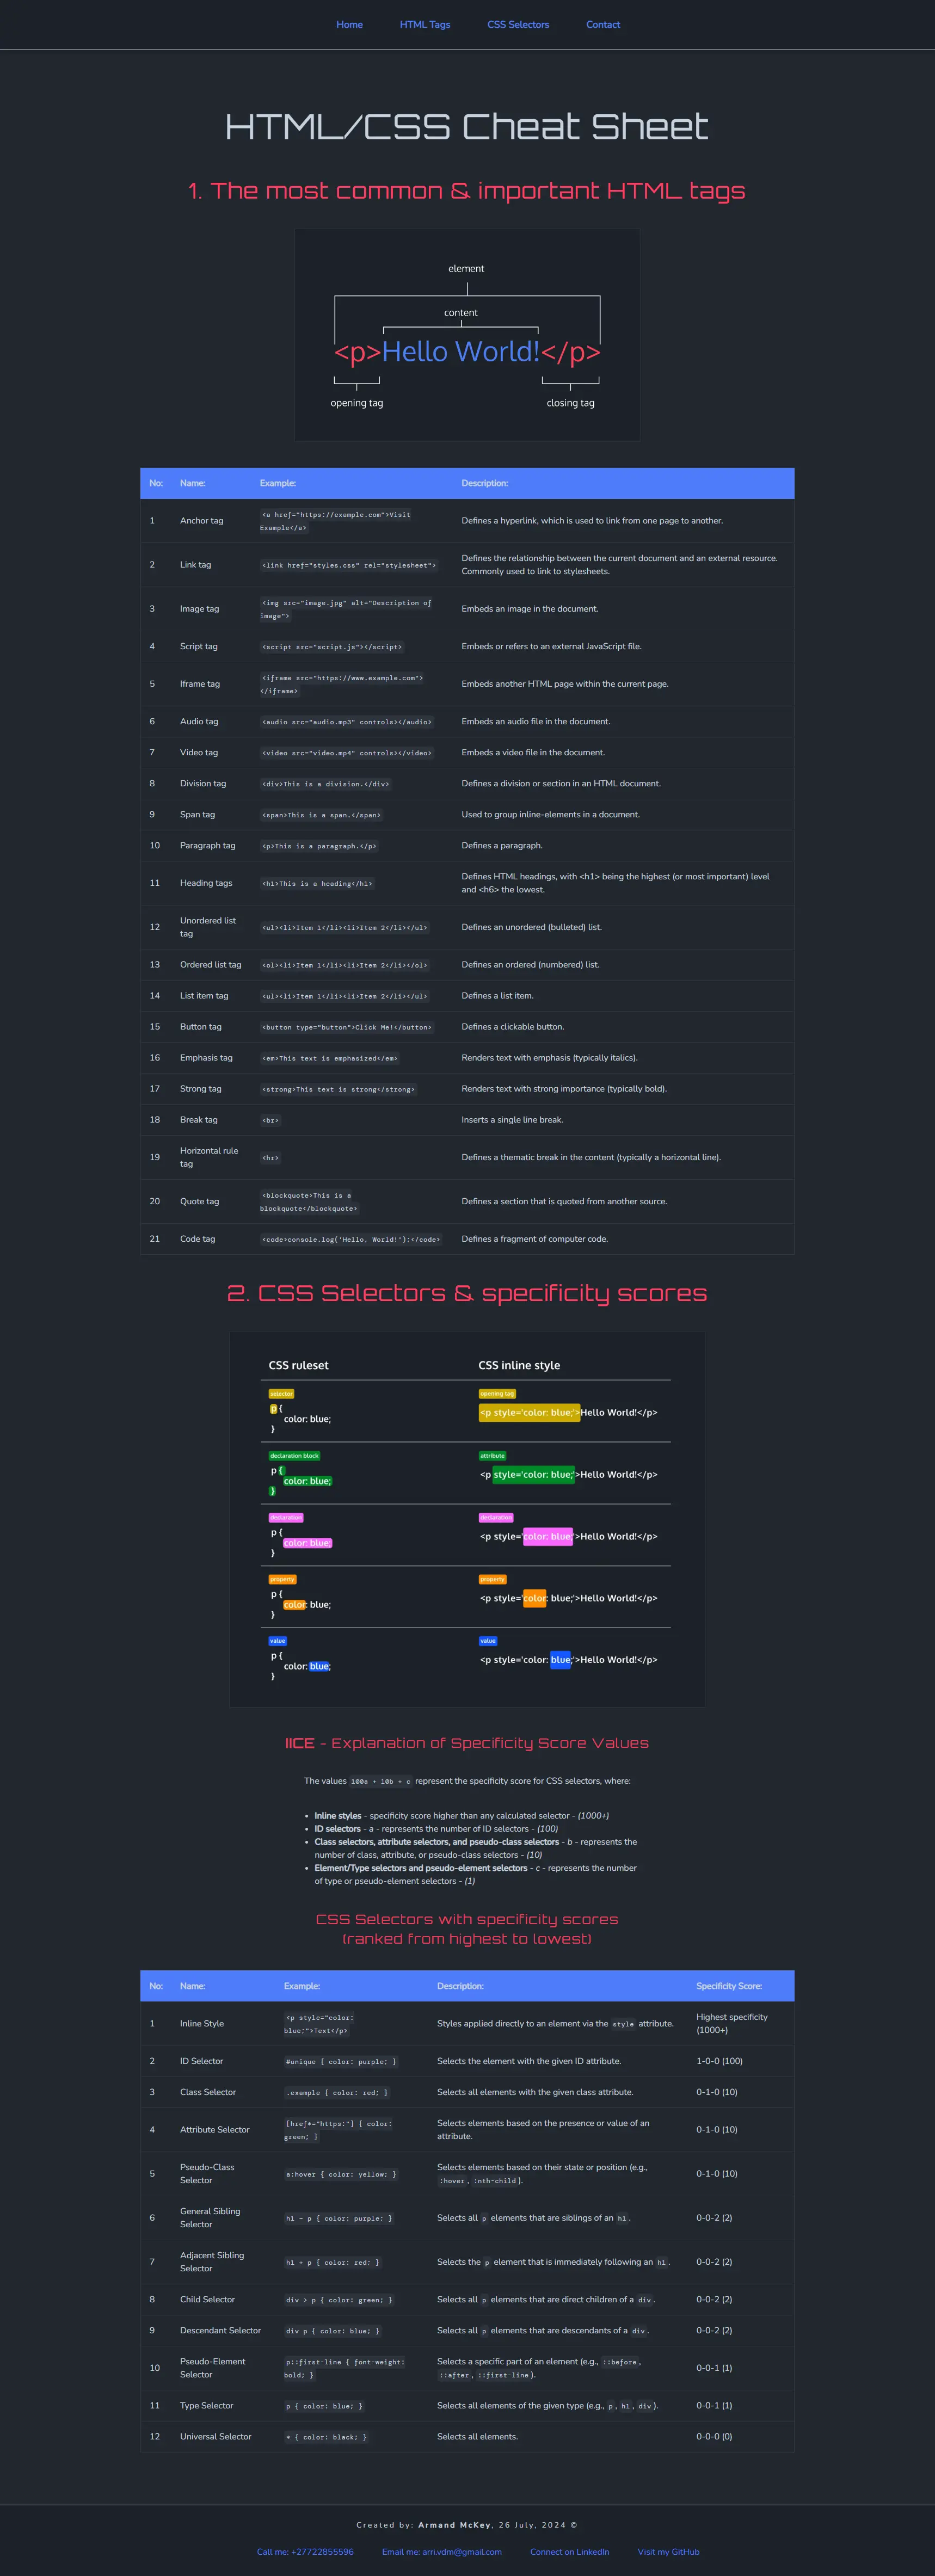 Home HTML Tags CSS Selectors Contact
HTML/CSS Cheat Sheet
1. The most common & important HTML tags
element
content
<p>Hello World!</p>
opening tag closing tag
No: Name: Example: Description:
1 Anchor tag <a href="https://example.com">Visit Example</a> Defines a hyperlink, which is used to link from one page to another.
2 Link tag <link href="styles.css" rel="stylesheet"> Defines the relationship between the current document and an external resource. Commonly used to link to stylesheets.
3 Image tag <img src="image.jpg" alt="Description of image"> Embeds an image in the document.
4 Script tag <script src="script.js"></script> Embeds or refers to an external JavaScript file.
5 Iframe tag <iframe src="https://www.example.com"></iframe> Embeds another HTML page within the current page.
6 Audio tag <audio src="audio.mp3" controls></audio> Embeds an audio file in the document.
7 Video tag <video src="video.mp4" controls></video> Embeds a video file in the document.
8 Division tag <div>This is a division.</div> Defines a division or section in an HTML document.
9 Span tag <span>This is a span.</span> Used to group inline-elements in a document.
10 Paragraph tag <p>This is a paragraph.</p> Defines a paragraph.
11 Heading tags <h1>This is a heading</h1> Defines HTML headings, with <h1> being the highest (or most important) level and <h6> the lowest.
12 Unordered list tag <ul><li>Item 1</li><li>Item 2</li></ul> Defines an unordered (bulleted) list.
13 Ordered list tag <ol><li>Item 1</li><li>Item 2</li></ol> Defines an ordered (numbered) list.
14 List item tag <ul><li>Item 1</li><li>Item 2</li></ul> Defines a list item.
15 Button tag <button type="button">Click Me!</button> Defines a clickable button.
16 Emphasis tag <em>This text is emphasized</em> Renders text with emphasis (typically italics).
17 Strong tag <strong>This text is strong</strong> Renders text with strong importance (typically bold).
18 Break tag <br> Inserts a single line break.
19 Horizontal rule tag <hr> Defines a thematic break in the content (typically a horizontal line).
20 Quote tag <blockquote>This is a blockquote</blockquote> Defines a section that is quoted from another source.
21 Code tag <code>console.log('Hello, World!');</code> Defines a fragment of computer code.
2. CSS Selectors & specificity scores
CSS ruleset CSS inline style
selector opening tag
p {
color: blue; <p style='color: blue;'>Hello World!</p>
}
declaration block attribute
p {
color: blue; <p style='color: blue;'>Hello World!</p>
}
declaration declaration
p {
color: blue; <p style='color: blue;'>Hello World!</p>
}
property property
p {
color: blue; <p style='color: blue;'>Hello World!</p>
}
value value
p {
color: blue; <p style='color: blue;'>Hello World!</p>
}
IICE - Explanation of Specificity Score Values
The values 100a + 10b + c represent the specificity score for CSS selectors, where:
• Inline styles - specificity score higher than any calculated selector - (1000+)
• ID selectors - a - represents the number of ID selectors - (100)
• Class selectors, attribute selectors, and pseudo-class selectors - b - represents the
number of class, attribute, or pseudo-class selectors - (10)
• Element/Type selectors and pseudo-element selectors - c - represents the number
of type or pseudo-element selectors - (1)
CSS Selectors with specificity scores
(ranked from highest to lowest)
No: Name: Example: Description: Specificity Score:
1 Inline Style <p style="color: blue;">Text</p> Styles applied directly to an element via the style attribute. Highest specificity (1000+)
2 ID Selector #unique { color: purple; } Selects the element with the given ID attribute. 1-0-0 (100)
3 Class Selector .example { color: red; } Selects all elements with the given class attribute. 0-1-0 (10)
4 Attribute Selector [href*="https:"] { color: green; } Selects elements based on the presence or value of an attribute. 0-1-0 (10)
5 Pseudo-Class Selector a:hover { color: yellow; } Selects elements based on their state or position (e.g., :hover, :nth-child). 0-1-0 (10)
6 General Sibling Selector h1 ~ p { color: purple; } Selects all p elements that are siblings of an h1. 0-0-2 (2)
7 Adjacent Sibling Selector h1 + p { color: red; } Selects the p element that is immediately following an h1. 0-0-2 (2)
8 Child Selector div > p { color: green; } Selects all p elements that are direct children of a div. 0-0-2 (2)
9 Descendant Selector div p { color: blue; } Selects all p elements that are descendants of a div. 0-0-2 (2)
10 Pseudo-Element Selector p::first-line { font-weight: bold; } Selects a specific part of an element (e.g., ::before, ::after, ::first-line). 0-0-1 (1)
11 Type Selector p { color: blue; } Selects all elements of the given type (e.g., p, h1, div). 0-0-1 (1)
12 Universal Selector * { color: black; } Selects all elements. 0-0-0 (0)
Created by: Armand McKey, 26 July, 2024 ©
Call me: +27722855596 Email me: arri.vdm@gmail.com Connect on LinkedIn Visit my GitHub